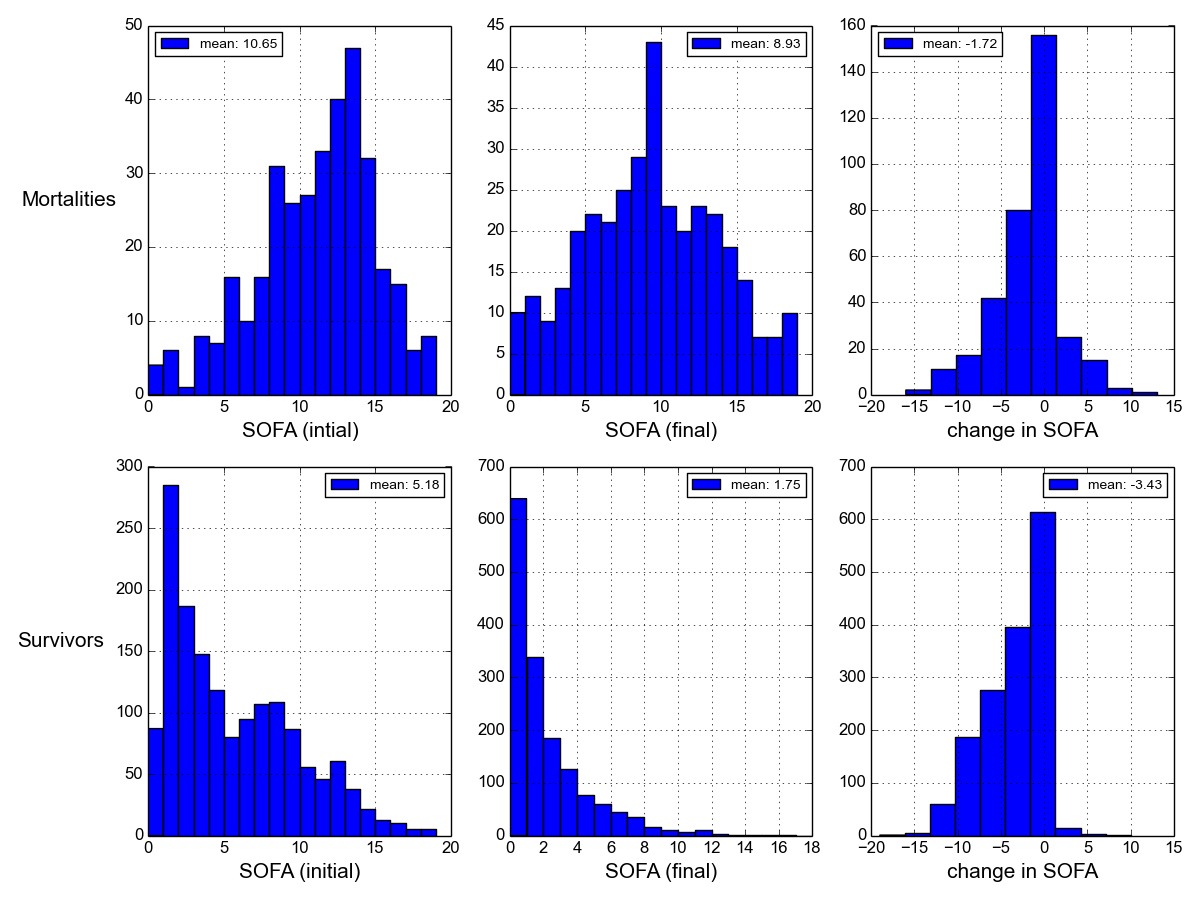 mean: 10.65
50
40
30
20
10
0
0 5 10 15 20
SOFA (intial)
Mortalities
mean: 8.93
45
40
35
30
25
20
15
10
5
0
0 5 10 15 20
SOFA (final)
mean: -1.72
160
140
120
100
80
60
40
20
0
−20 −15 −10 −5 0 5 10 15
change in SOFA
mean: 5.18
300
250
200
150
100
50
0
0 5 10 15 20
SOFA (initial)
Survivors
mean: 1.75
700
600
500
400
300
200
100
0
0 2 4 6 8 10 12 14 16 18
SOFA (final)
mean: -3.43
700
600
500
400
300
200
100
0
−20 −15 −10 −5 0 5 10 15
change in SOFA